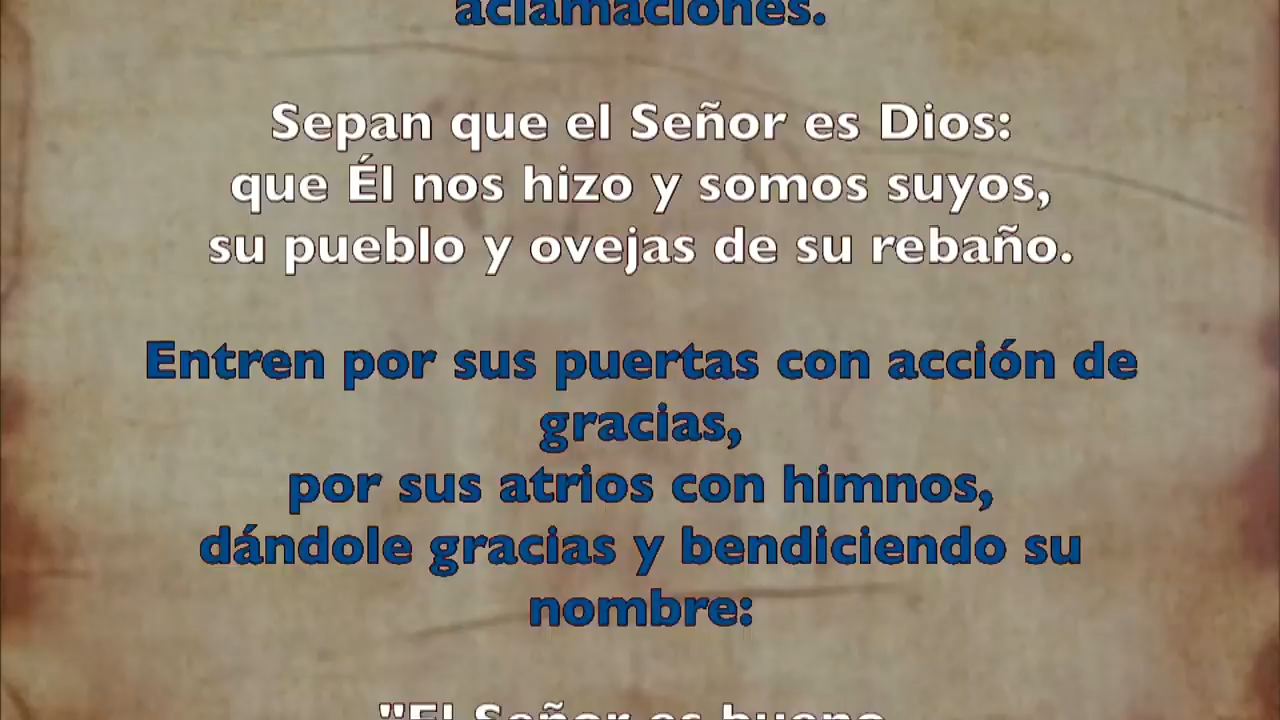 aclamaciones.
Sepan que el Señor es Dios:
que Él nos hizo y somos suyos,
su pueblo y ovejas de su rebaño.
Entren por sus puertas con acción de
gracias,
por sus atrios con himnos,
dándole gracias y bendiciendo su
nombre:
"El Señor es bueno,